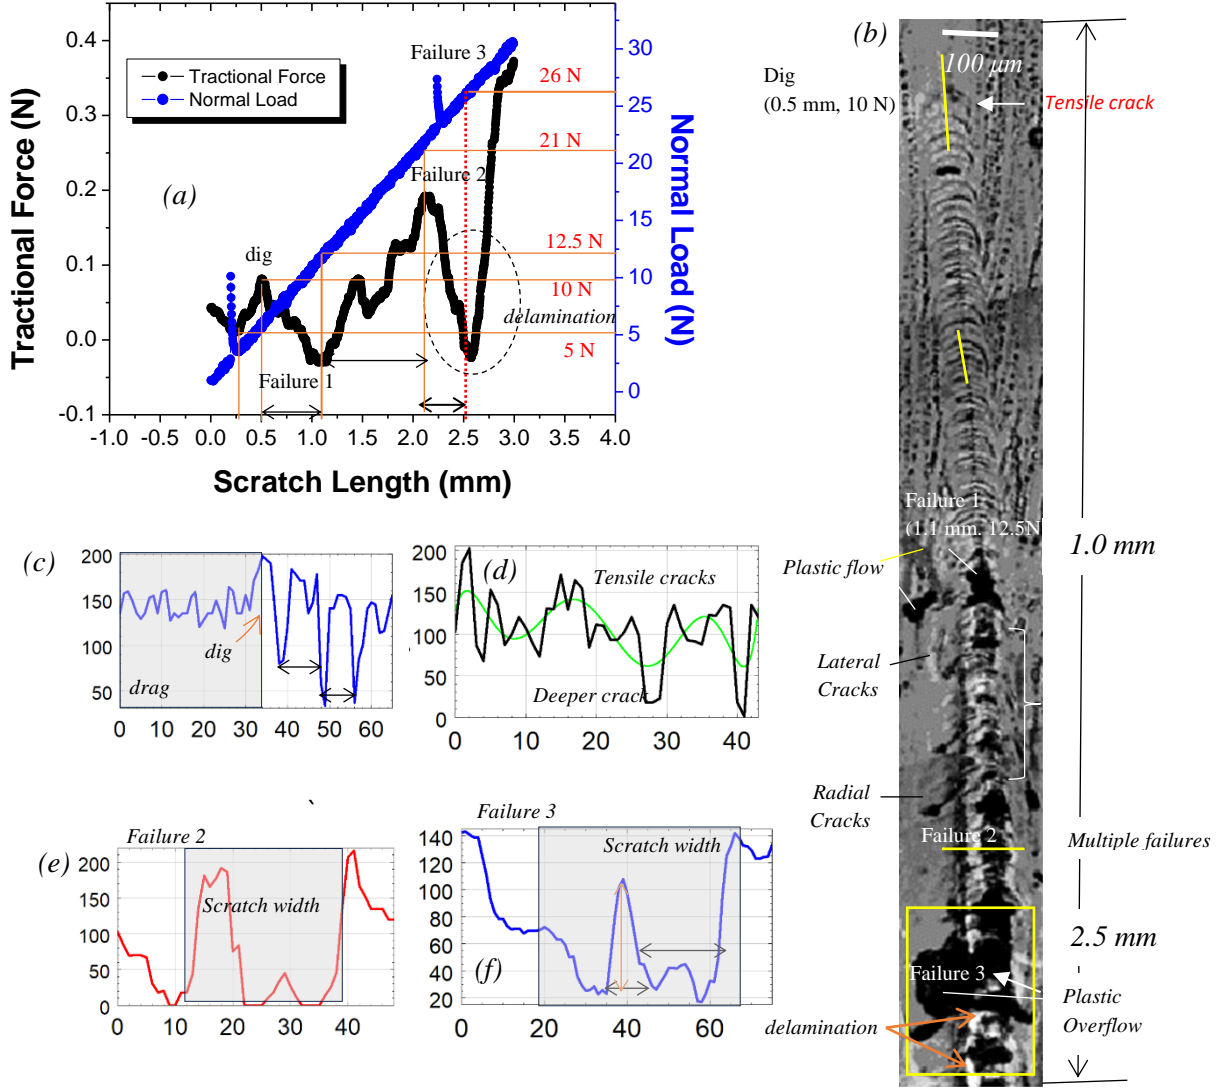 (a)
Tractional Force (N)
0.4
0.3
0.2
0.1
0.0
-0.1
Tractional Force
Normal Load
Failure 3
26 N
21 N
Failure 2
12.5 N
dig
10 N
delamination
5 N
Failure 1
30
25
20
15
10
5
0
Normal Load (N)
-1.0 -0.5 0.0 0.5 1.0 1.5 2.0 2.5 3.0 3.5 4.0
Scratch Length (mm)
(b)
100 μm
Dig
(0.5 mm, 10 N)
Tensile crack
Failure 1
(1.1 mm. 12.5N
1.0 mm
Plastic flow
Lateral
Cracks
Radial
Cracks
Failure 2
Multiple failures
2.5 mm
Failure 3
Plastic
Overflow
delamination
(c)
200
150
100
50
dig
drag
0 10 20 30 40 50 60
(d)
200
150
100
50
0
Tensile cracks
Deeper crack
0 10 20 30 40
Failure 2
(e)
200
150
100
50
0
Scratch width
0 10 20 30 40
Failure 3
(f)
140
120
100
80
60
40
20
Scratch width
0 20 40 60